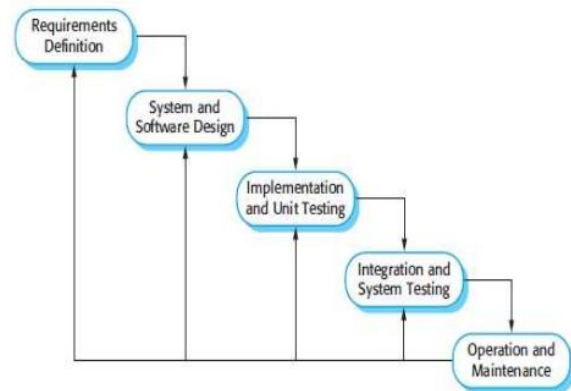 Requirements
Definition
System and
Software Design
Implementation
and Unit Testing
Integration and
System Testing
Operation and
Maintenance